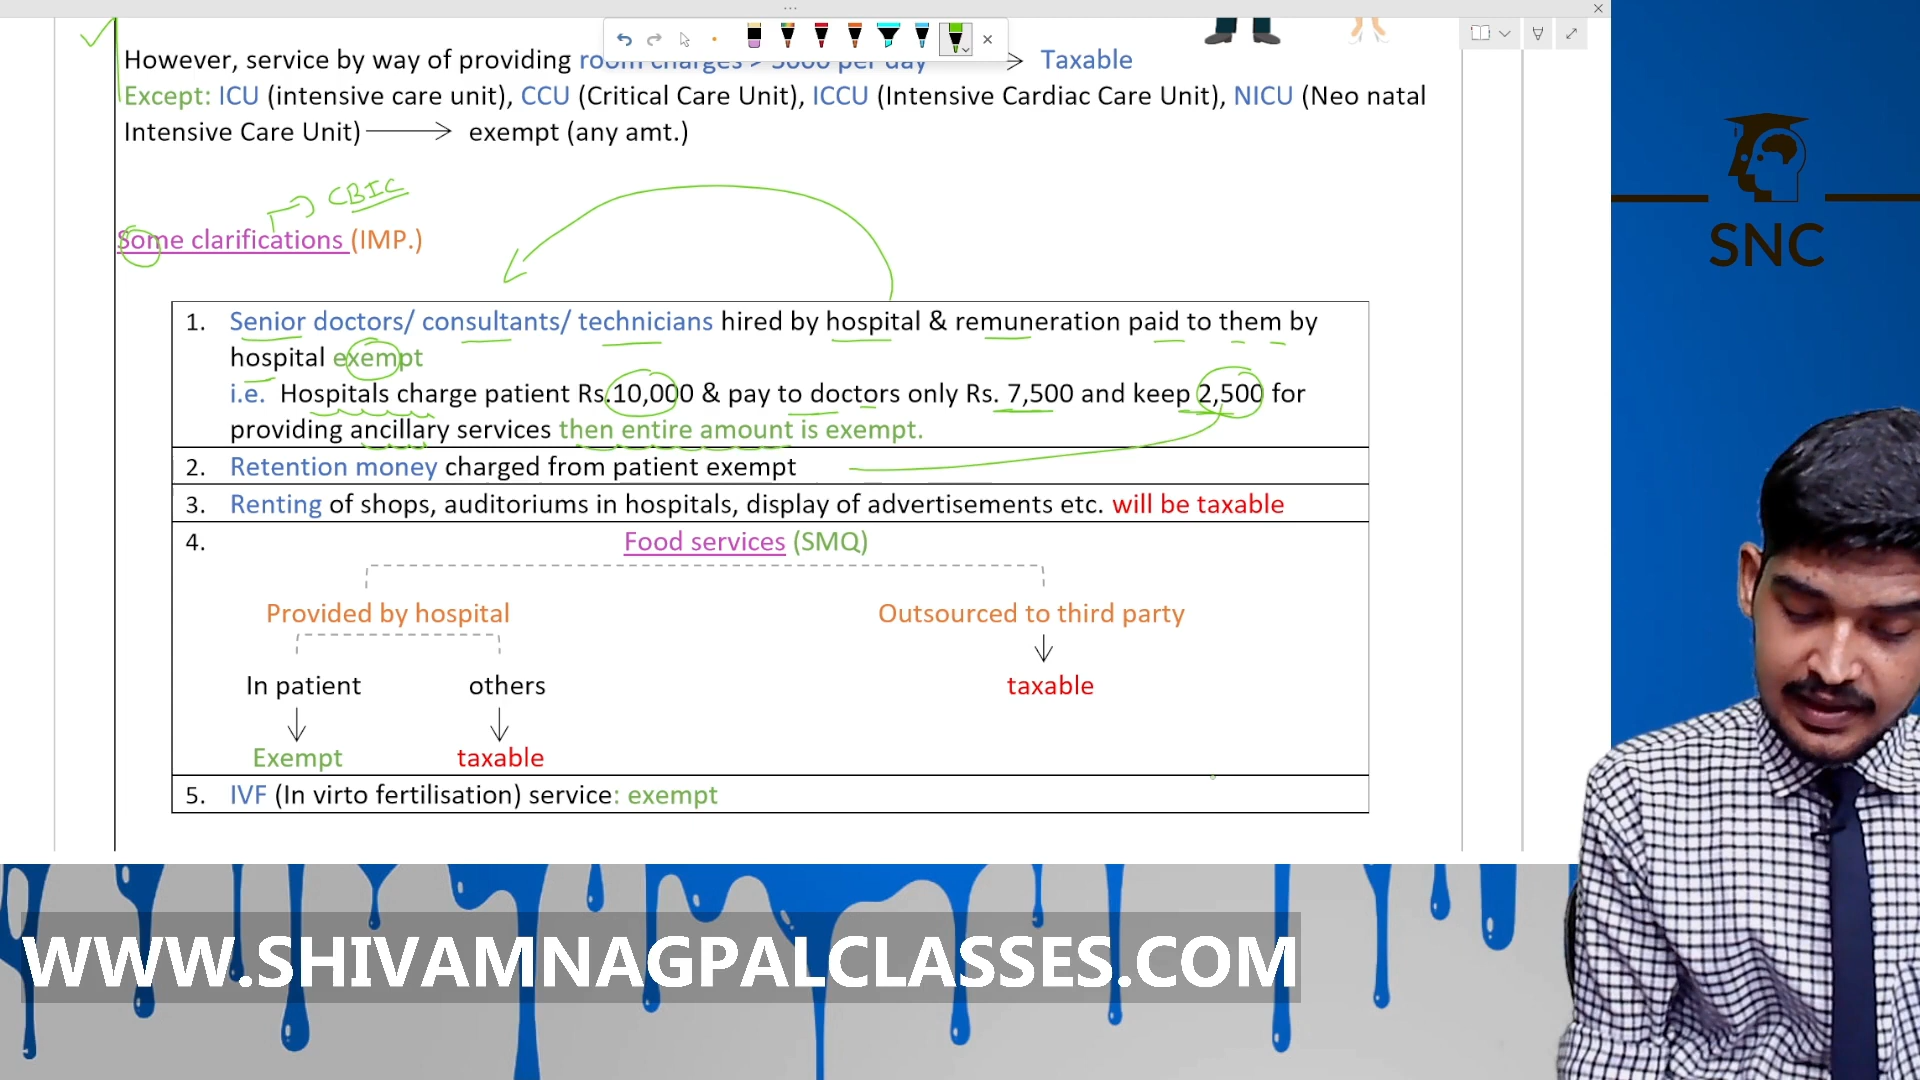 However, service by way of providing room charges > 5000 per day → Taxable
Except: ICU (intensive care unit), CCU (Critical Care Unit), ICCU (Intensive Cardiac Care Unit), NICU (Neo natal
Intensive Care Unit) → exempt (any amt.)
CBIC
Some clarifications (IMP.)
1. Senior doctors/ consultants/ technicians hired by hospital & remuneration paid to them by
hospital exempt
i.e. Hospitals charge patient Rs.10,000 & pay to doctors only Rs. 7,500 and keep 2,500 for
providing ancillary services then entire amount is exempt.
2. Retention money charged from patient exempt
3. Renting of shops, auditoriums in hospitals, display of advertisements etc. will be taxable
4. Food services (SMQ)
Provided by hospital Outsourced to third party
In patient others taxable
Exempt taxable
5. IVF (In virto fertilisation) service: exempt
SNC
WWW.SHIVAMNAGPALCLASSES.COM